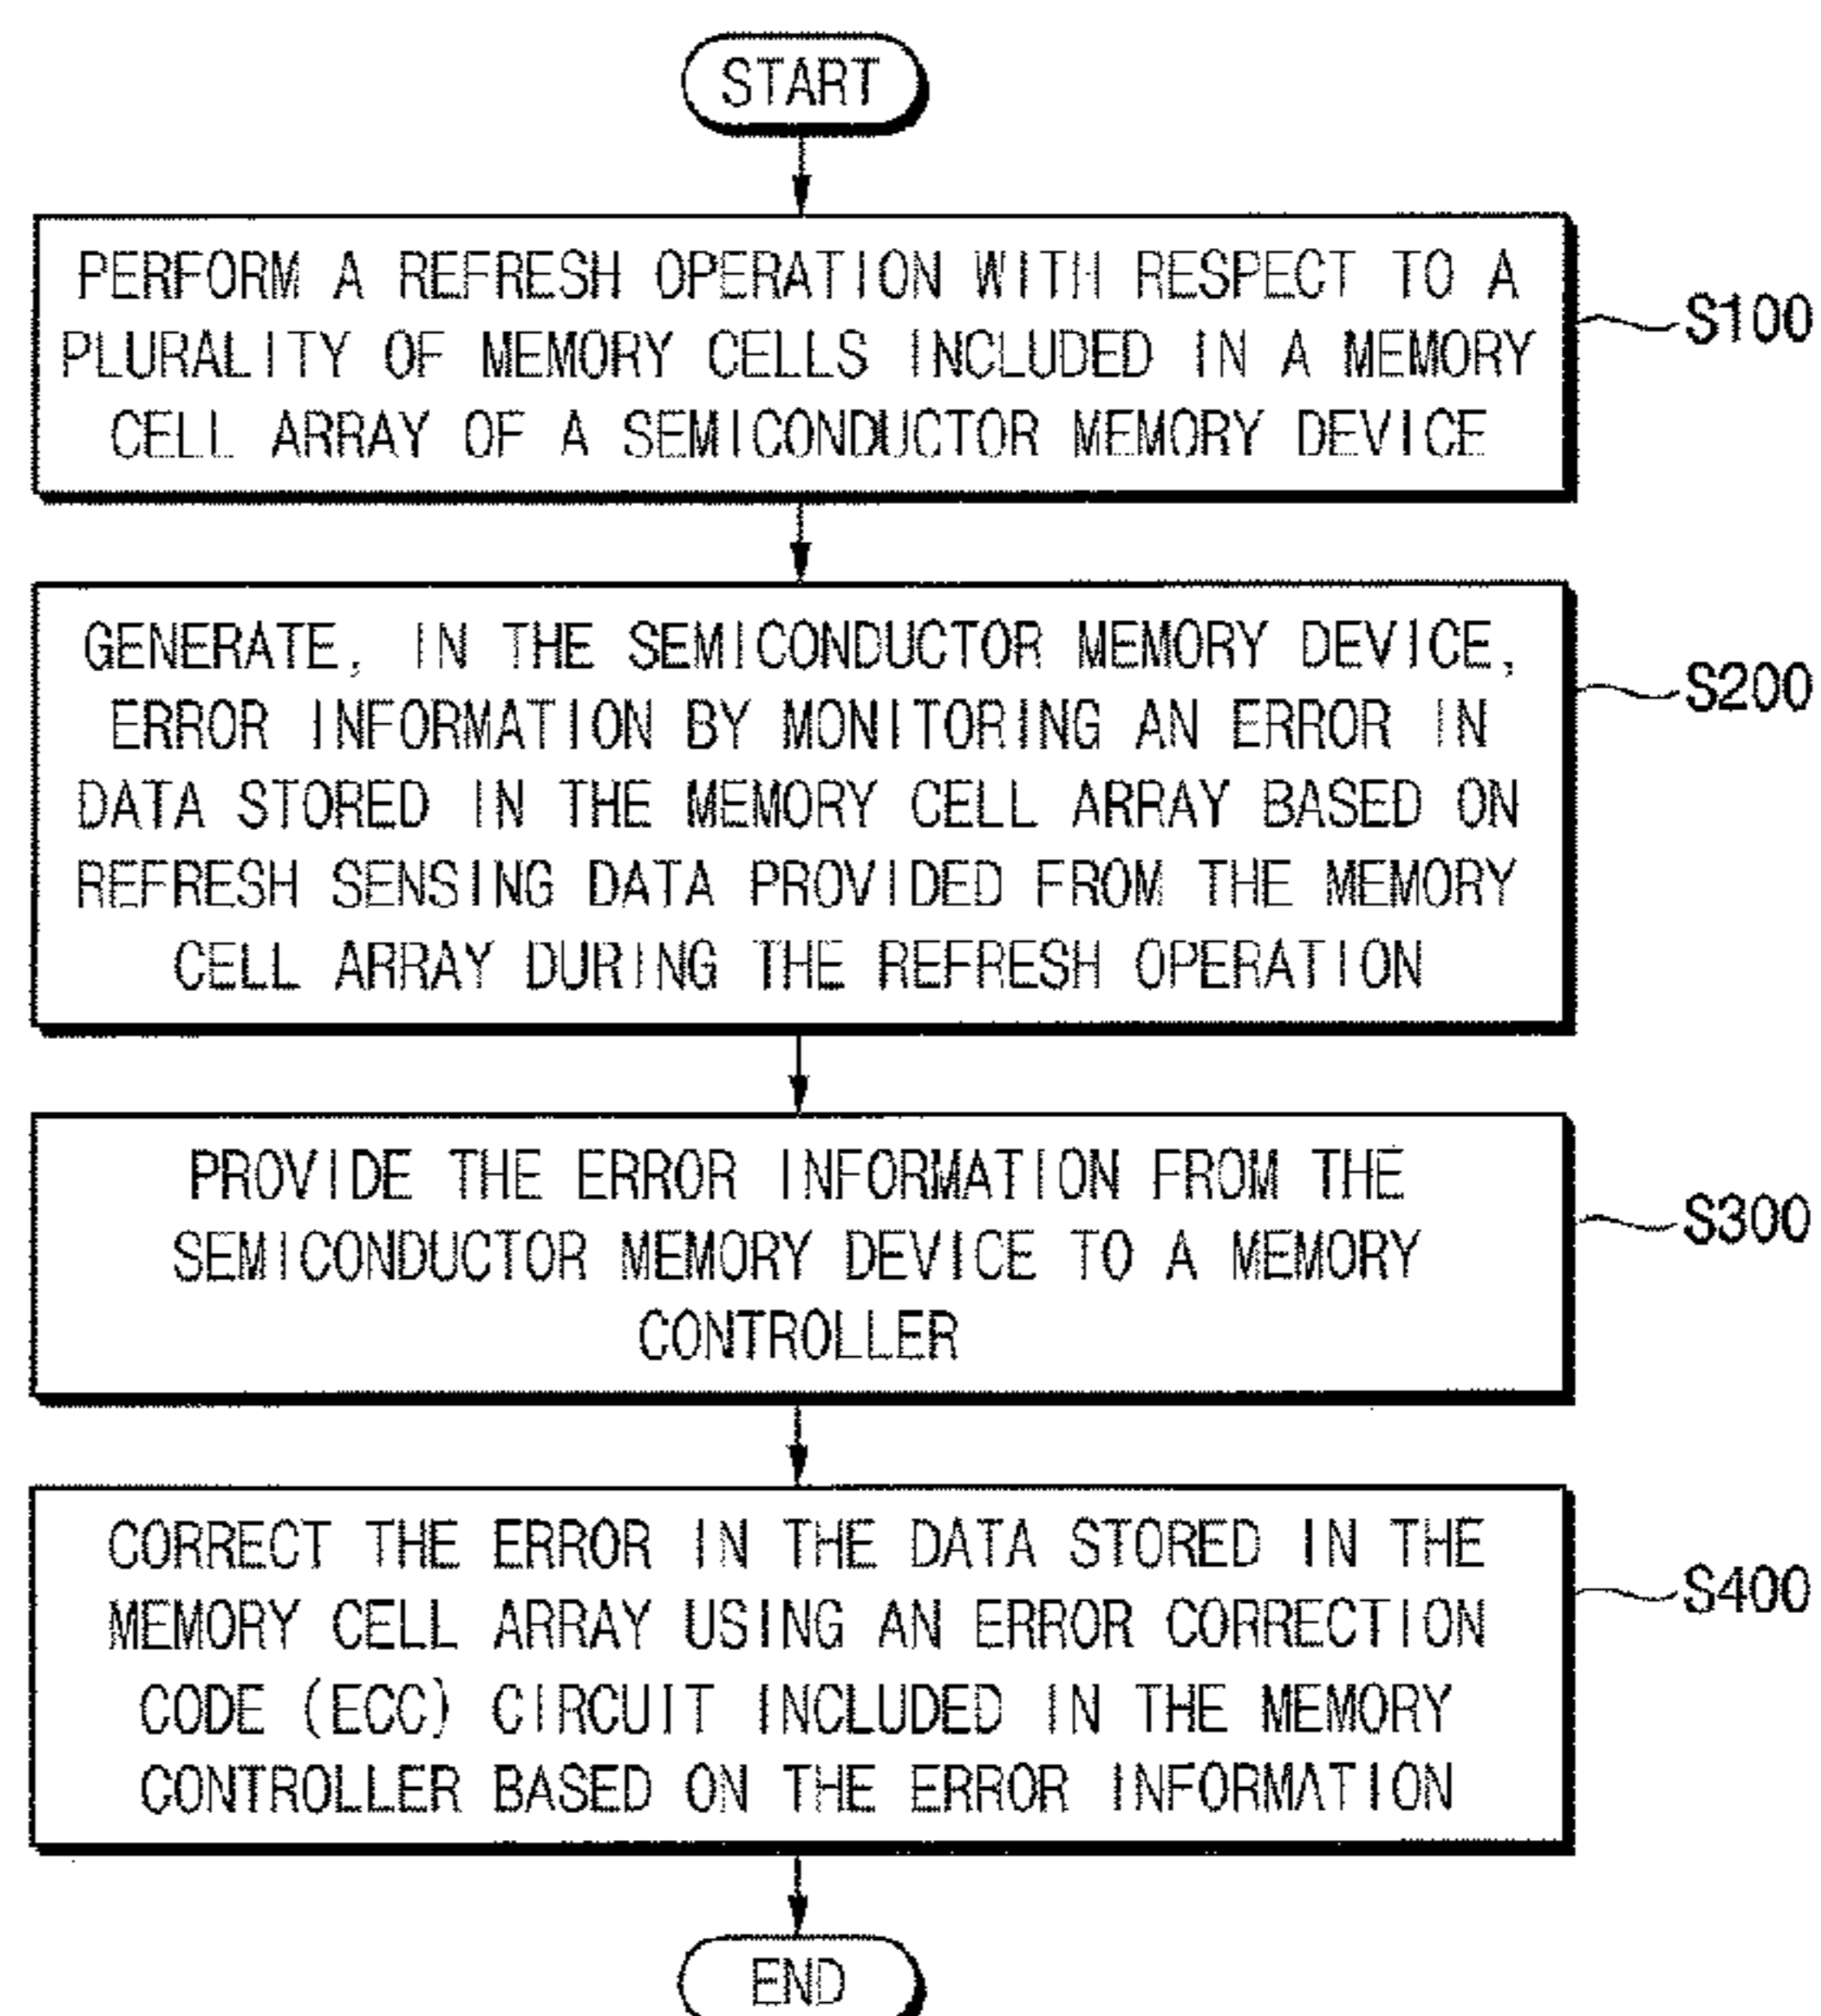 START
PERFORM A REFRESH OPERATION WITH RESPECT TO A
PLURALITY OF MEMORY CELLS INCLUDED IN A MEMORY
CELL ARRAY OF A SEMICONDUCTOR MEMORY DEVICE
S100
GENERATE, IN THE SEMICONDUCTOR MEMORY DEVICE,
ERROR INFORMATION BY MONITORING AN ERROR IN
DATA STORED IN THE MEMORY CELL ARRAY BASED ON
REFRESH SENSING DATA PROVIDED FROM THE MEMORY
CELL ARRAY DURING THE REFRESH OPERATION
S200
PROVIDE THE ERROR INFORMATION FROM THE
SEMICONDUCTOR MEMORY DEVICE TO A MEMORY
CONTROLLER
S300
CORRECT THE ERROR IN THE DATA STORED IN THE
MEMORY CELL ARRAY USING AN ERROR CORRECTION
CODE (ECC) CIRCUIT INCLUDED IN THE MEMORY
CONTROLLER BASED ON THE ERROR INFORMATION
S400
END